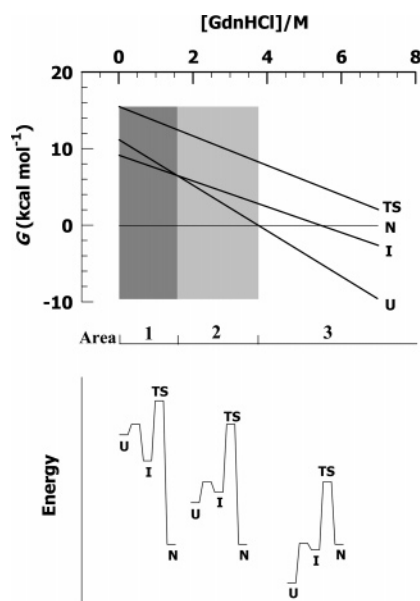 [GdnHCl]/M
0 2 4 6 8
20
10
0
-10
G (kcal mol⁻¹)
TS
N
I
U
Area 1 2 3
Energy
TS
U
I
N
TS
U
I
N
TS
U
I
N